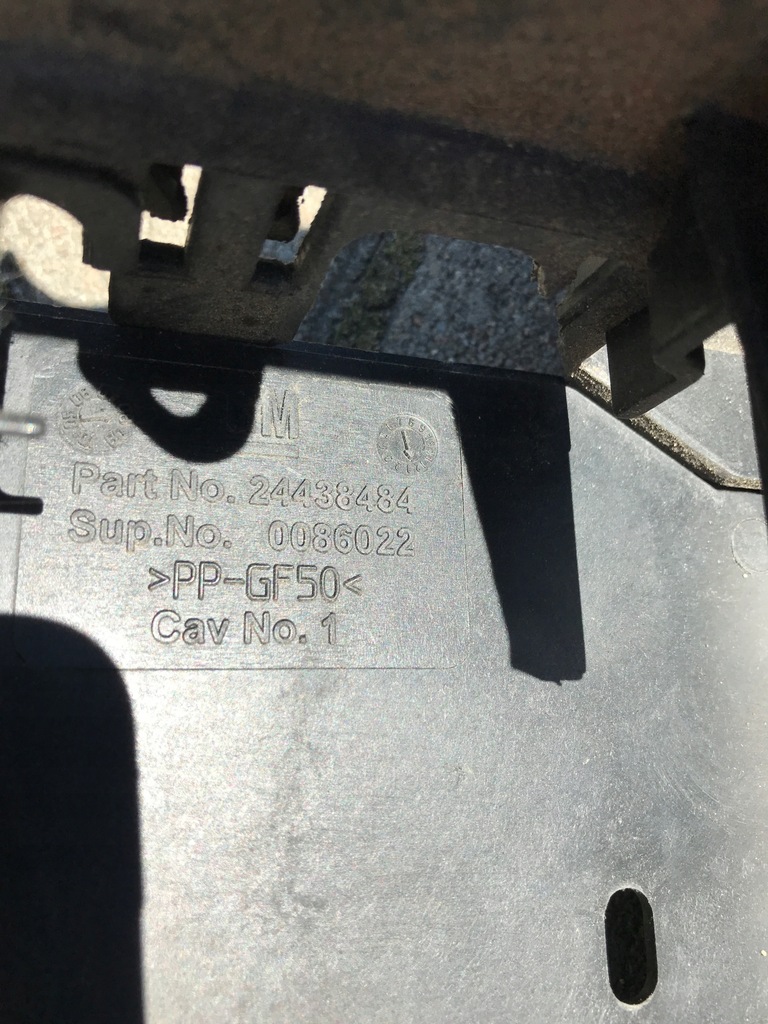 M
Part No. 24438484
Sup.No. 0086022
>PP-GF50<
Cav No. 1